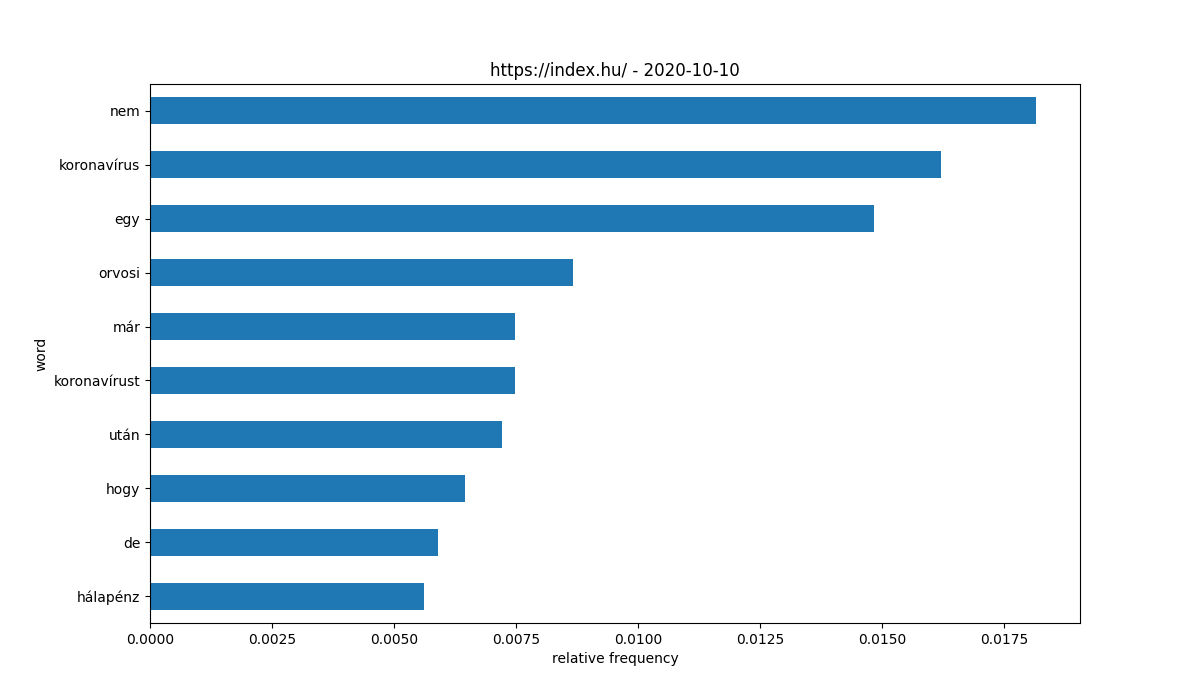 https://index.hu/ - 2020-10-10
word
nem
koronavírus
egy
orvosi
már
koronavírust
után
hogy
de
hálapénz
0.0000 0.0025 0.0050 0.0075 0.0100 0.0125 0.0150 0.0175
relative frequency